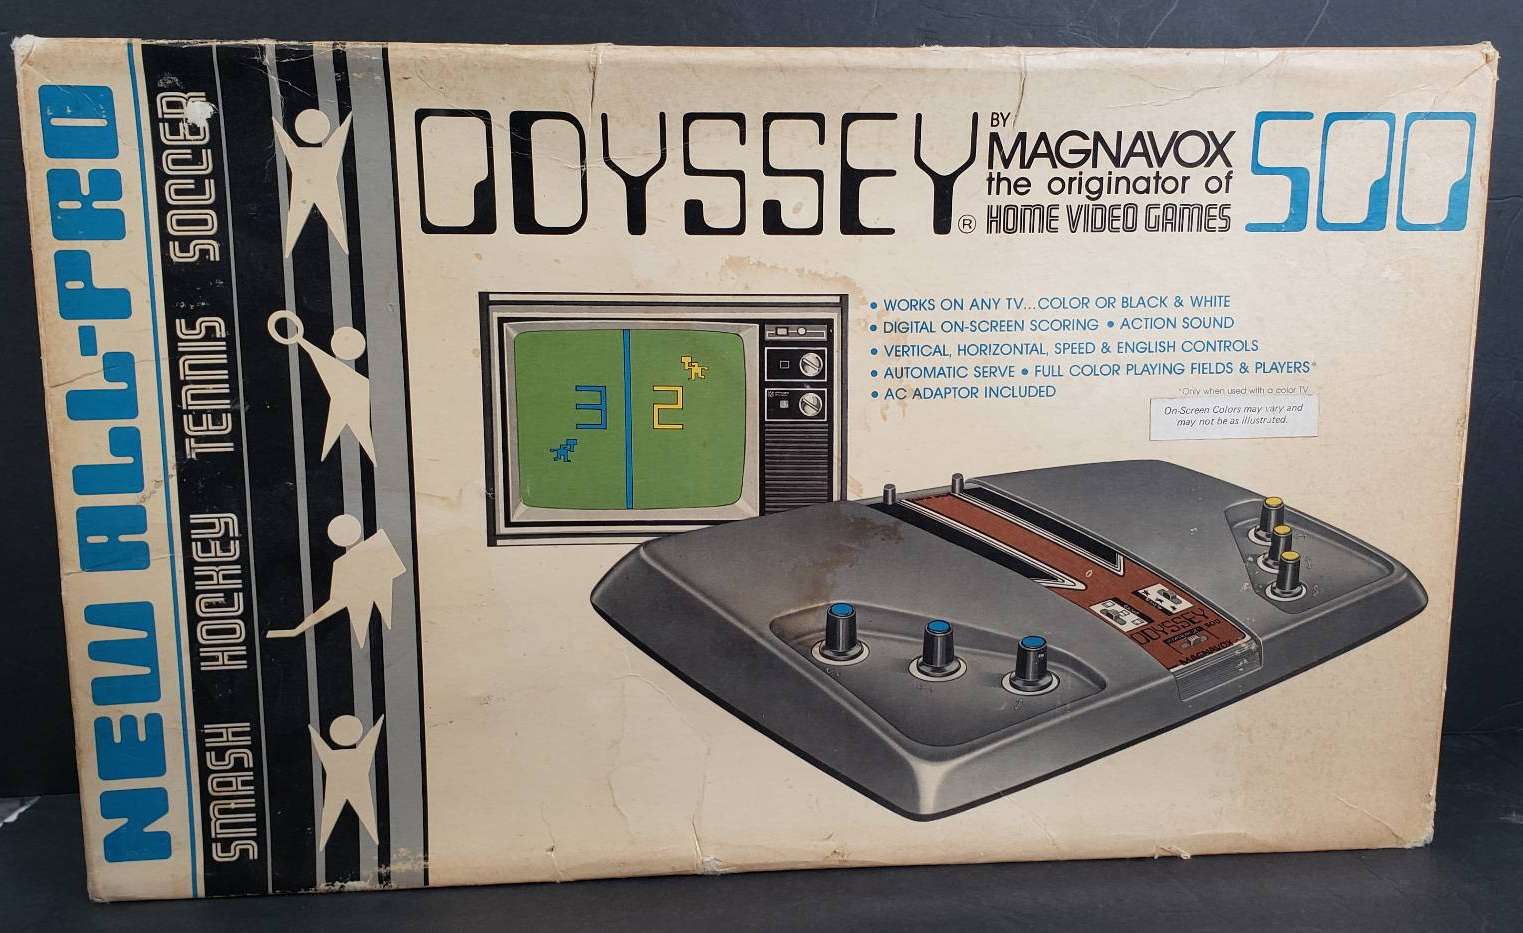 NEW ALL-PRO
SMASH HOCKEY TENNIS SOCCER
ODYSSEY®
BY
MAGNAVOX
the originator of
HOME VIDEO GAMES
500
• WORKS ON ANY TV...COLOR OR BLACK & WHITE
• DIGITAL ON-SCREEN SCORING • ACTION SOUND
• VERTICAL, HORIZONTAL, SPEED & ENGLISH CONTROLS
• AUTOMATIC SERVE • FULL COLOR PLAYING FIELDS & PLAYERS*
• AC ADAPTOR INCLUDED
*Only when used with a color TV
On-Screen Colors may vary and
may not be as illustrated.
3 2
ODYSSEY
500
MAGNAVOX